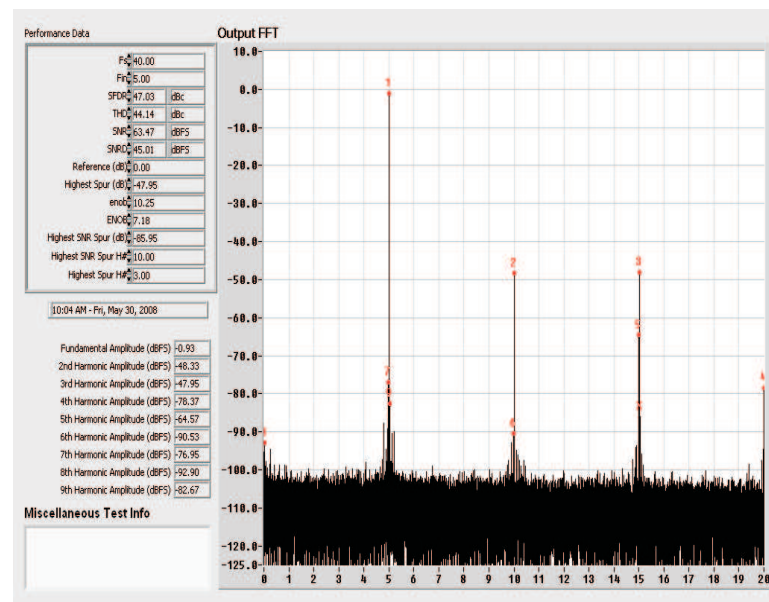 Performance Data
Fs 40.00
Fin 5.00
SFDR 47.03 dBc
THD 44.14 dBc
SNR 63.47 dBFS
SNRD 45.01 dBFS
Reference (dB) 0.00
Highest Spur (dB) -47.95
enob 10.25
ENOB 7.18
Highest SNR Spur (dB) -85.95
Highest SNR Spur H# 10.00
Highest Spur H# 3.00
10:04 AM - Fri, May 30, 2008
Fundamental Amplitude (dBFS) -0.93
2nd Harmonic Amplitude (dBFS) -48.33
3rd Harmonic Amplitude (dBFS) -47.95
4th Harmonic Amplitude (dBFS) -78.37
5th Harmonic Amplitude (dBFS) -64.57
6th Harmonic Amplitude (dBFS) -90.53
7th Harmonic Amplitude (dBFS) -76.95
8th Harmonic Amplitude (dBFS) -92.90
9th Harmonic Amplitude (dBFS) -82.67
Miscellaneous Test Info
Output FFT
10.0
0.0
-10.0
-20.0
-30.0
-40.0
-50.0
-60.0
-70.0
-80.0
-90.0
-100.0
-110.0
-120.0
-125.0
0 1 2 3 4 5 6 7 8 9 10 11 12 13 14 15 16 17 18 19 20
2
3